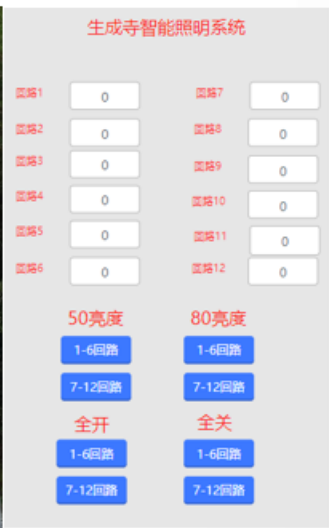 生成寺智能照明系统
回路1 0 回路7 0
回路2 0 回路8 0
回路3 0 回路9 0
回路4 0 回路10 0
回路5 0 回路11 0
回路6 0 回路12 0
50亮度 80亮度
1-6回路 1-6回路
7-12回路 7-12回路
全开 全关
1-6回路 1-6回路
7-12回路 7-12回路